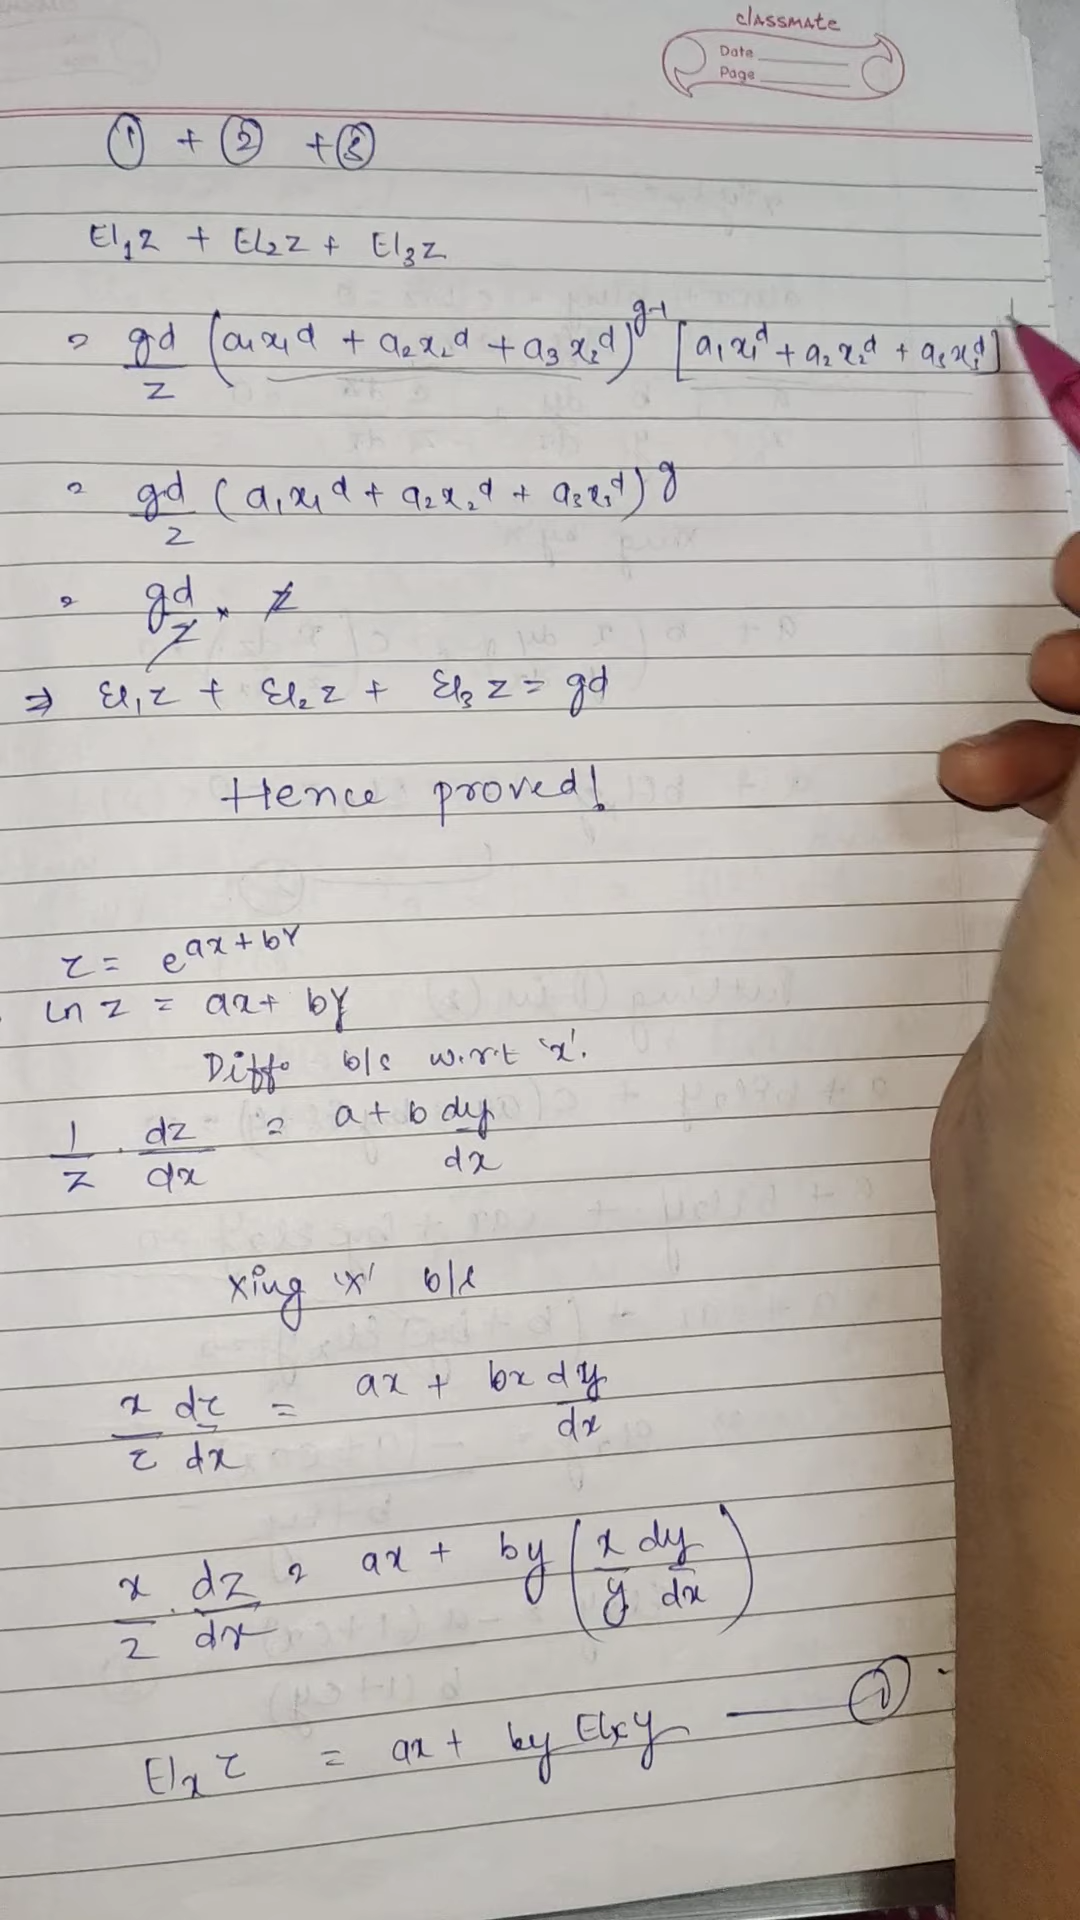 classmate
Date
Page
① + ② + ③
El₁z + El₂z + El₃z
= gd/z (a₁x₁ᵈ + a₂x₂ᵈ + a₃x₃ᵈ)ᵍ⁻¹ [a₁x₁ᵈ + a₂x₂ᵈ + a₃x₃ᵈ]
= gd/z (a₁x₁ᵈ + a₂x₂ᵈ + a₃x₃ᵈ)ᵍ
= gd/z × z
⇒ El₁z + El₂z + El₃z = gd
Hence proved!
z = e^(ax + by)
ln z = ax + by
Diff. b/s w.r.t 'x'.
1/z · dz/dx = a + b dy/dx
xing 'x' b/s
x/z dz/dx = ax + bx dy/dx
x/z · dz/dx = ax + by (x/y dy/dx)
Elₓ z = ax + by Elₓy — ①